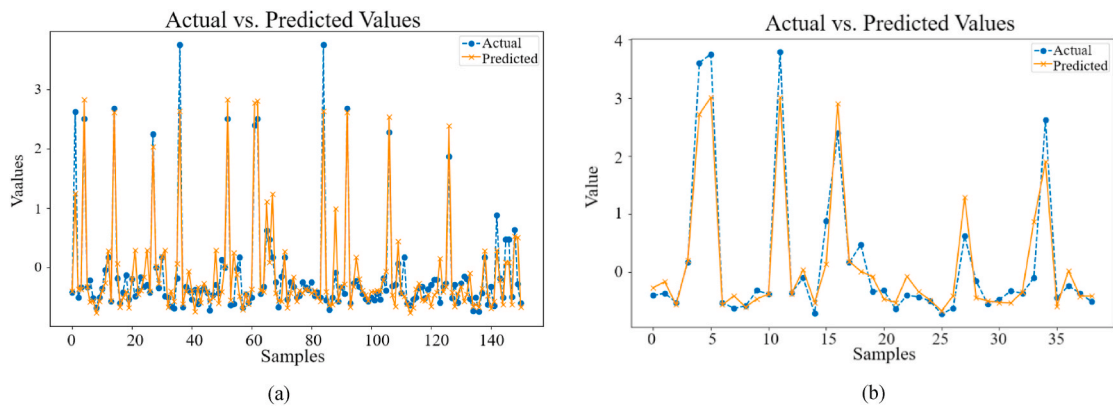 Actual vs. Predicted Values
Actual
Predicted
3
2
1
0
Vaalues
0 20 40 60 80 100 120 140
Samples
(a)
Actual vs. Predicted Values
Actual
Predicted
4
3
4
2
1
0
4
Value
0 5 10 15 20 25 30 35
Samples
(b)